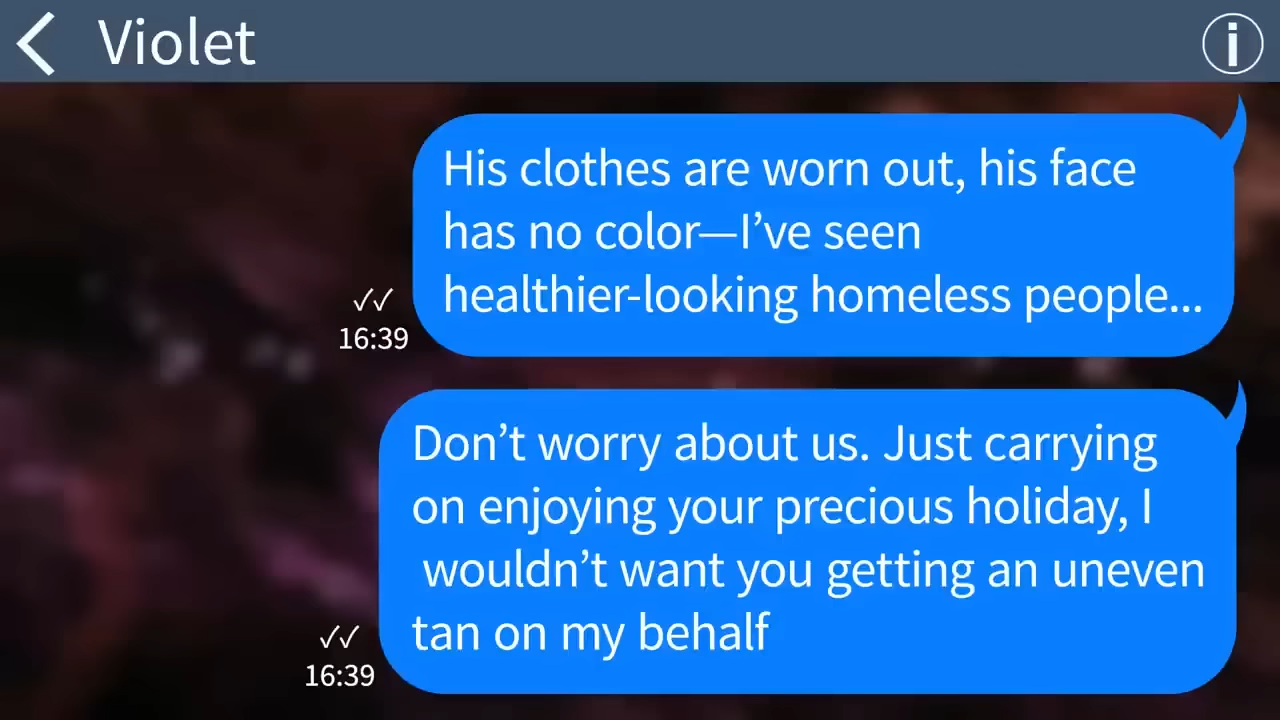 Violet
His clothes are worn out, his face
has no color—I’ve seen
healthier-looking homeless people...
16:39
Don’t worry about us. Just carrying
on enjoying your precious holiday, I
wouldn’t want you getting an uneven
tan on my behalf
16:39